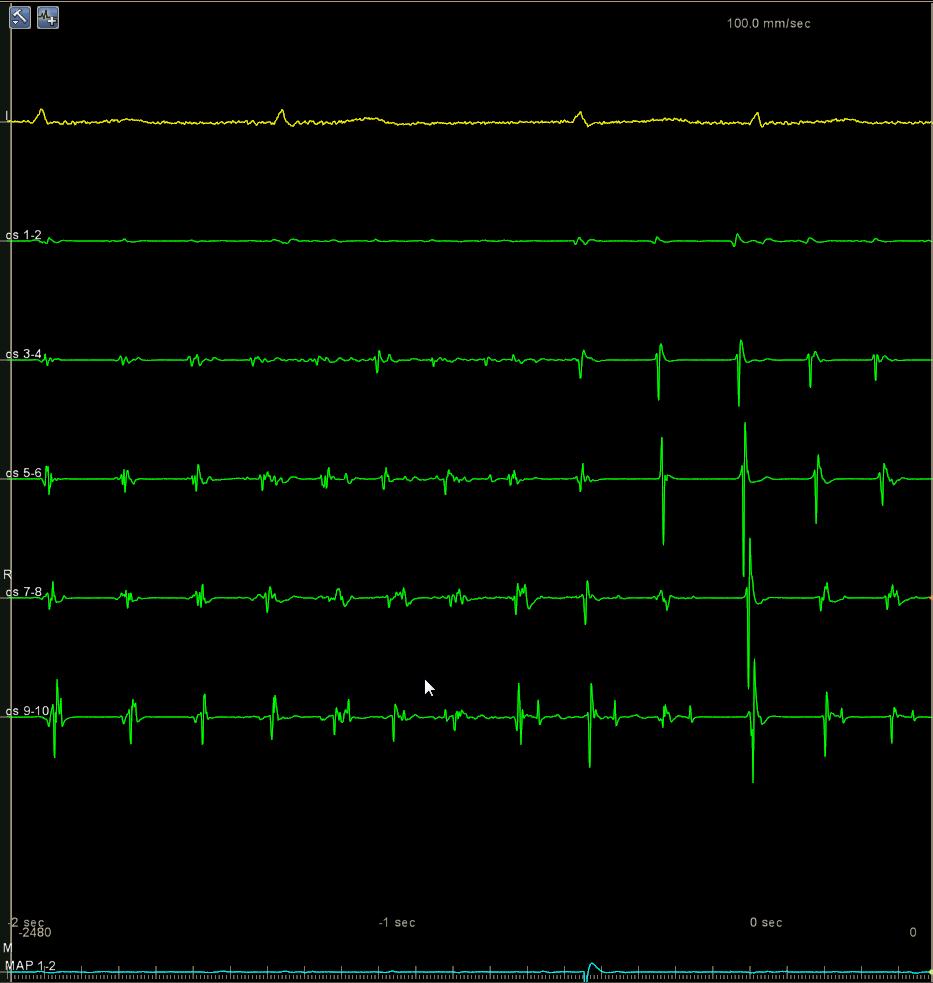 100.0 mm/sec
I
cs 1-2
cs 3-4
cs 5-6
R
cs 7-8
cs 9-10
-2 sec
-1 sec
0 sec
-2480
0
M
MAP 1-2